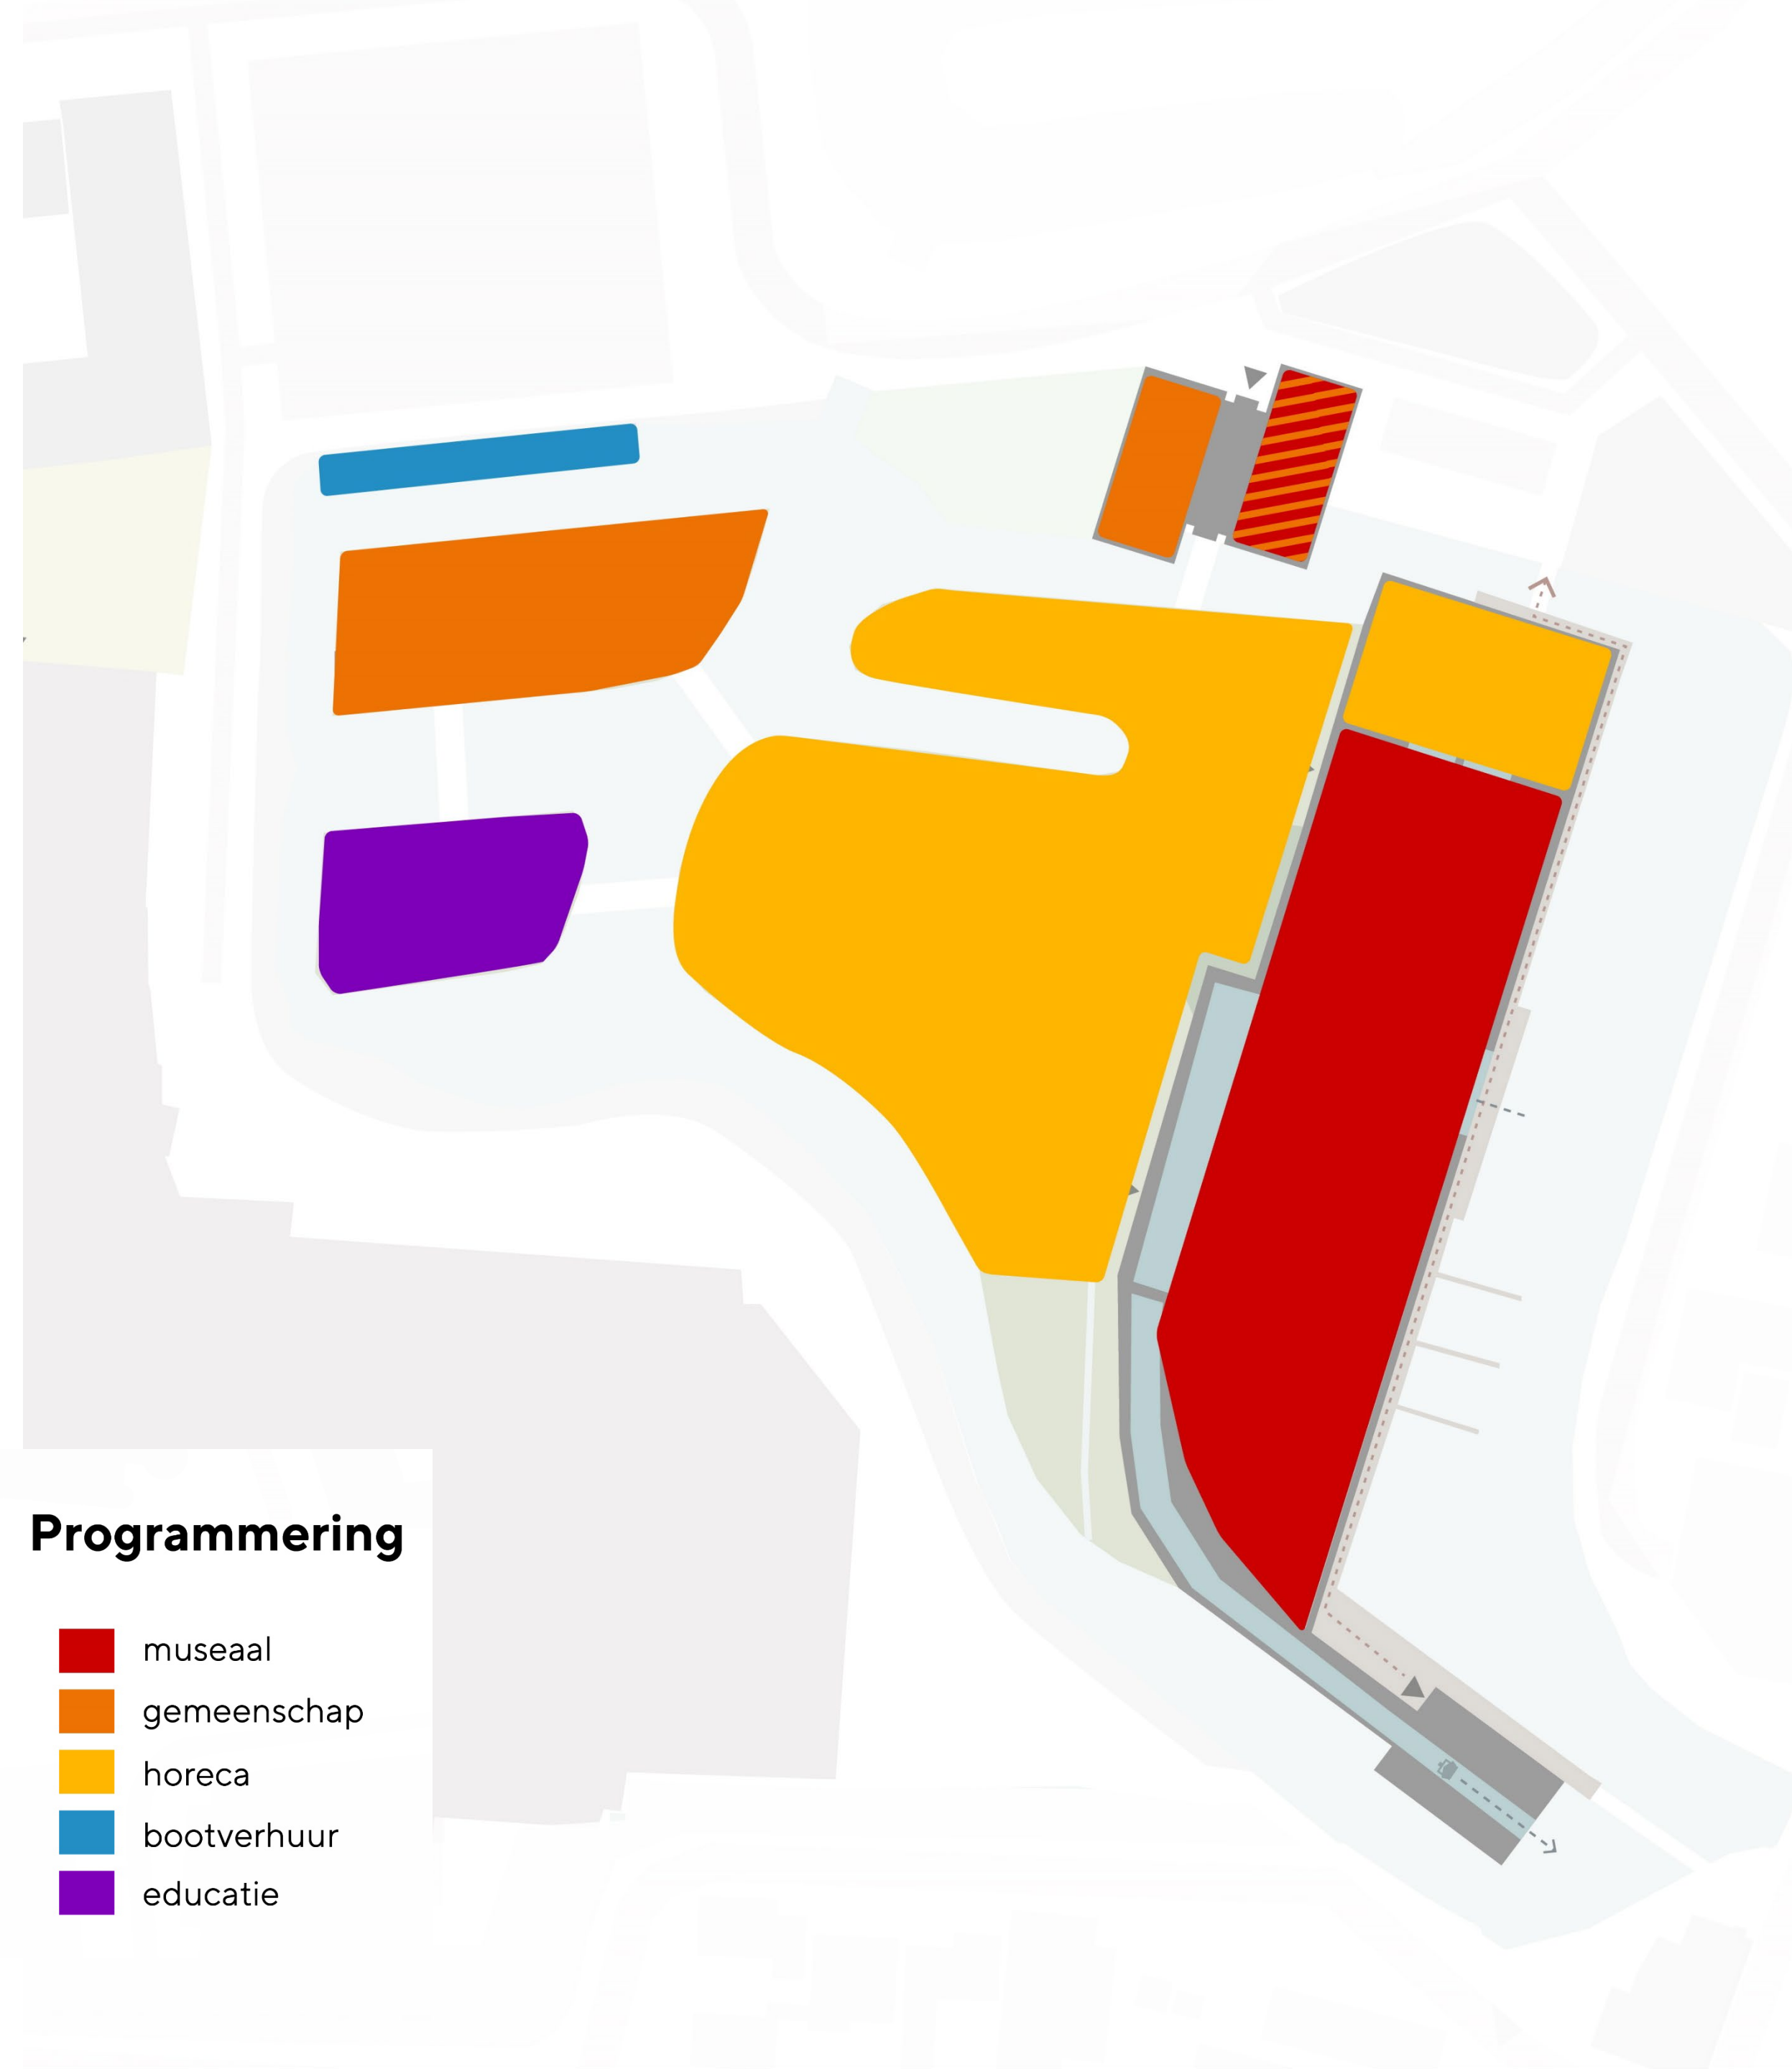 Programmering
museaal
gemeenschap
horeca
bootverhuur
educatie